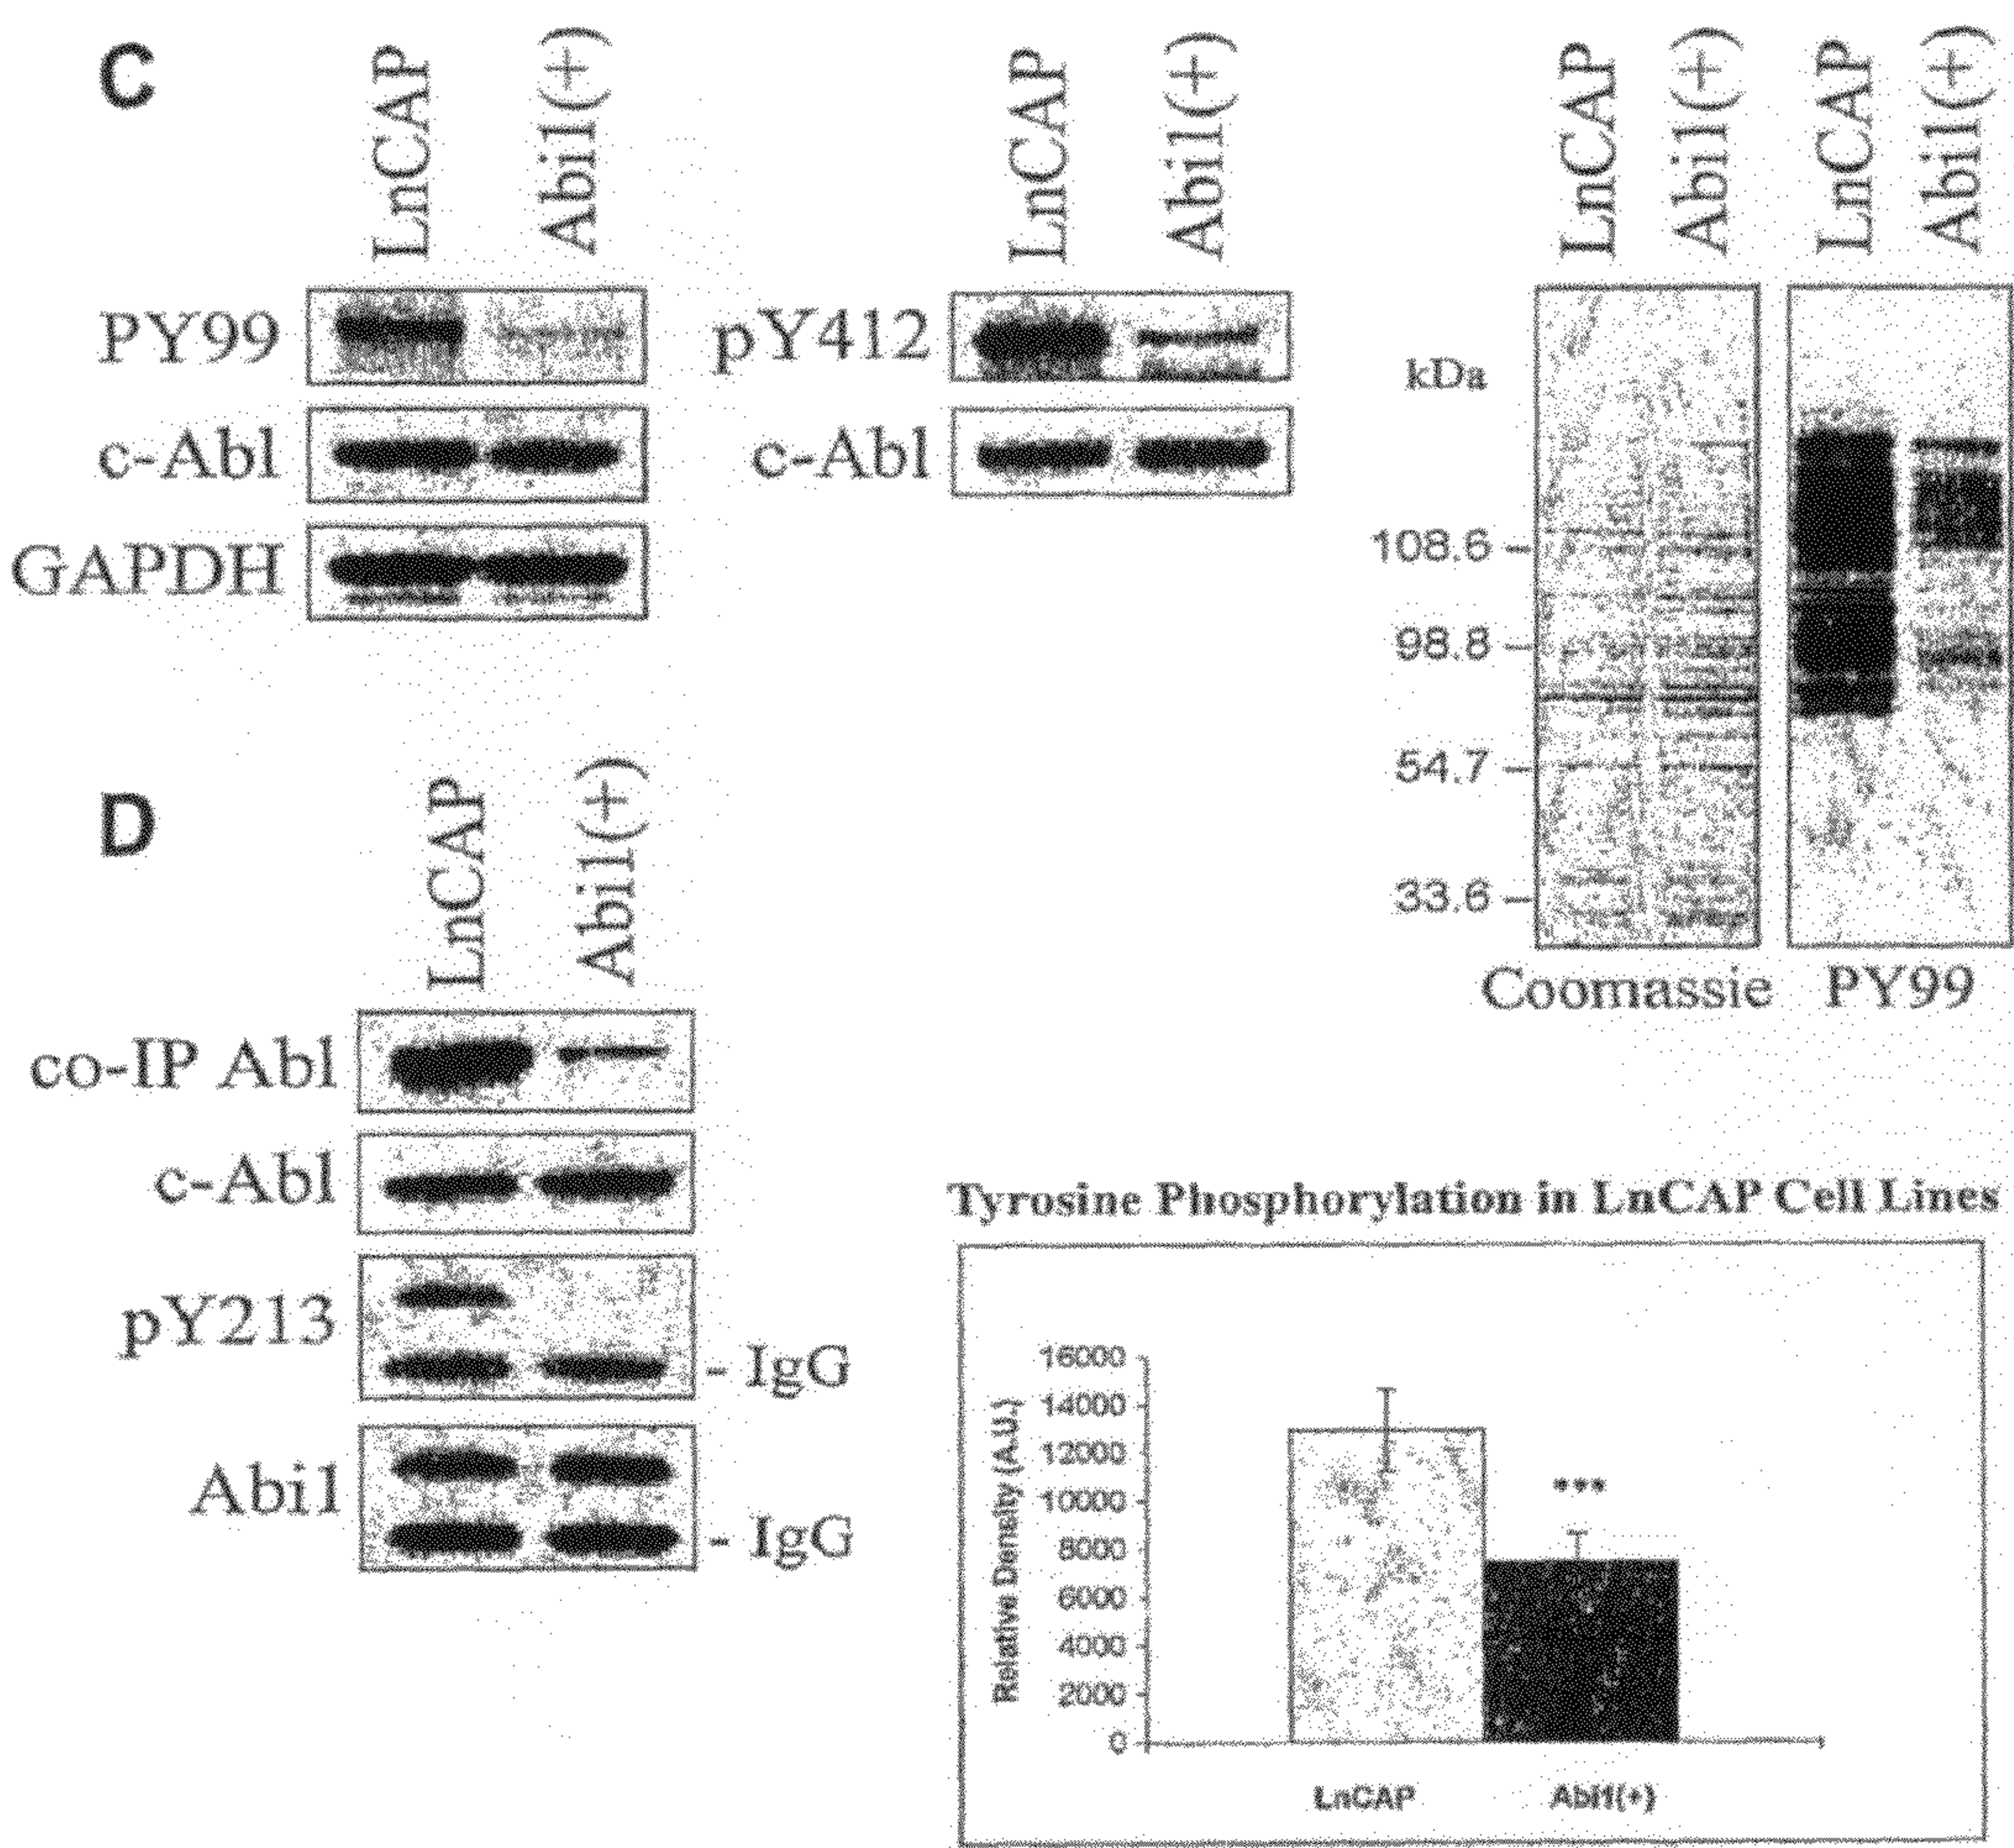 C
LnCAP
Abi1(+)
PY99
c-Abl
GAPDH
LnCAP
Abi1(+)
pY412
c-Abl
LnCAP
Abi1(+)
LnCAP
Abi1(+)
kDa
108.6
98.8
54.7
33.6
Coomassie
PY99
D
LnCAP
Abi1(+)
co-IP Abl
c-Abl
pY213
- IgG
Abi1
- IgG
Tyrosine Phosphorylation in LnCAP Cell Lines
Relative Density (A.U.)
16000
14000
12000
10000
8000
6000
4000
2000
0
***
LnCAP
Abi1(+)